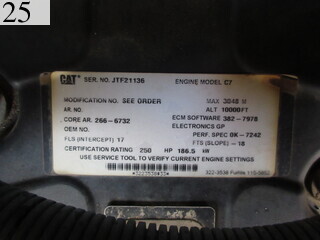 25
CAT SER. NO. JTF21136 ENGINE MODEL C7
MODIFICATION NO. SEE ORDER MAX 3048 M
AR. NO. ALT 10000FT
CORE AR. 266-6732 ECM SOFTWARE 382-7978
OEM NO. ELECTRONICS GP
FLS (INTERCEPT) 17 PERF. SPEC 0K-7242
CERTIFICATION RATING 250 HP 186.5 kW FTS (SLOPE) -18
USE SERVICE TOOL TO VERIFY CURRENT ENGINE SETTINGS
322-3538